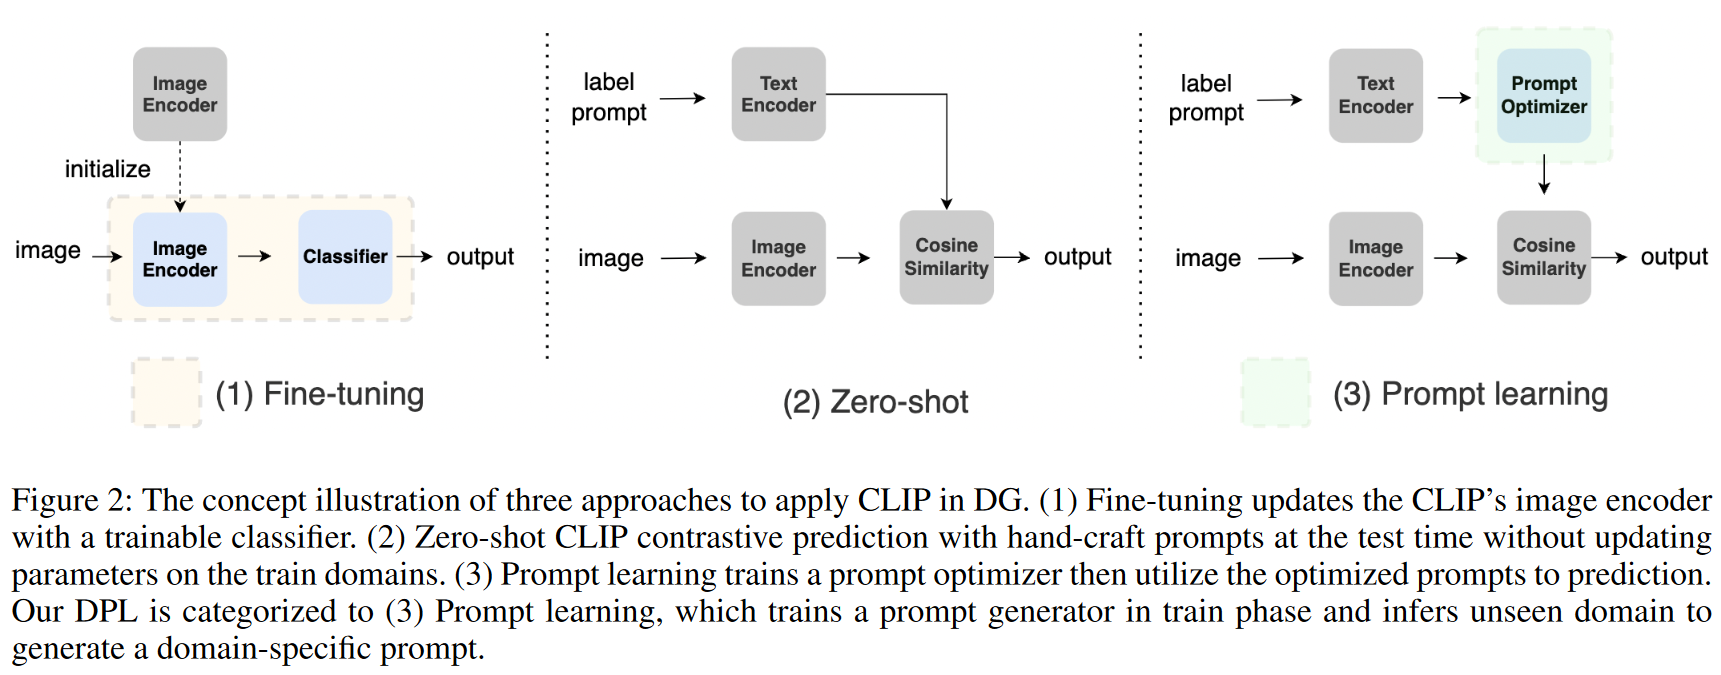 Image
Encoder
initialize
image
Image
Encoder
Classifier
output
(1) Fine-tuning
label
prompt
Text
Encoder
image
Image
Encoder
Cosine
Similarity
output
(2) Zero-shot
label
prompt
Text
Encoder
Prompt
Optimizer
image
Image
Encoder
Cosine
Similarity
output
(3) Prompt learning
Figure 2: The concept illustration of three approaches to apply CLIP in DG. (1) Fine-tuning updates the CLIP's image encoder
with a trainable classifier. (2) Zero-shot CLIP contrastive prediction with hand-craft prompts at the test time without updating
parameters on the train domains. (3) Prompt learning trains a prompt optimizer then utilize the optimized prompts to prediction.
Our DPL is categorized to (3) Prompt learning, which trains a prompt generator in train phase and infers unseen domain to
generate a domain-specific prompt.